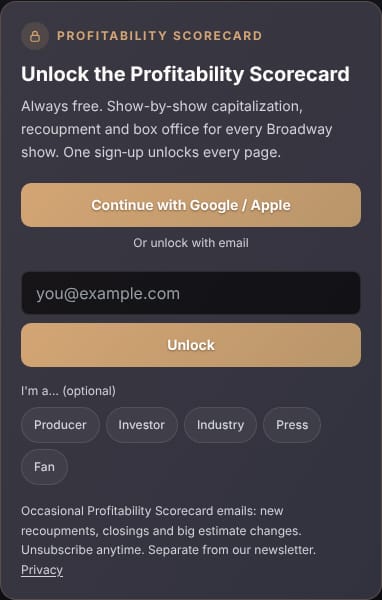 PROFITABILITY SCORECARD
Unlock the Profitability Scorecard
Always free. Show-by-show capitalization,
recoupment and box office for every Broadway
show. One sign-up unlocks every page.
Continue with Google / Apple
Or unlock with email
you@example.com
Unlock
I'm a... (optional)
Producer Investor Industry Press
Fan
Occasional Profitability Scorecard emails: new
recoupments, closings and big estimate changes.
Unsubscribe anytime. Separate from our newsletter.
Privacy